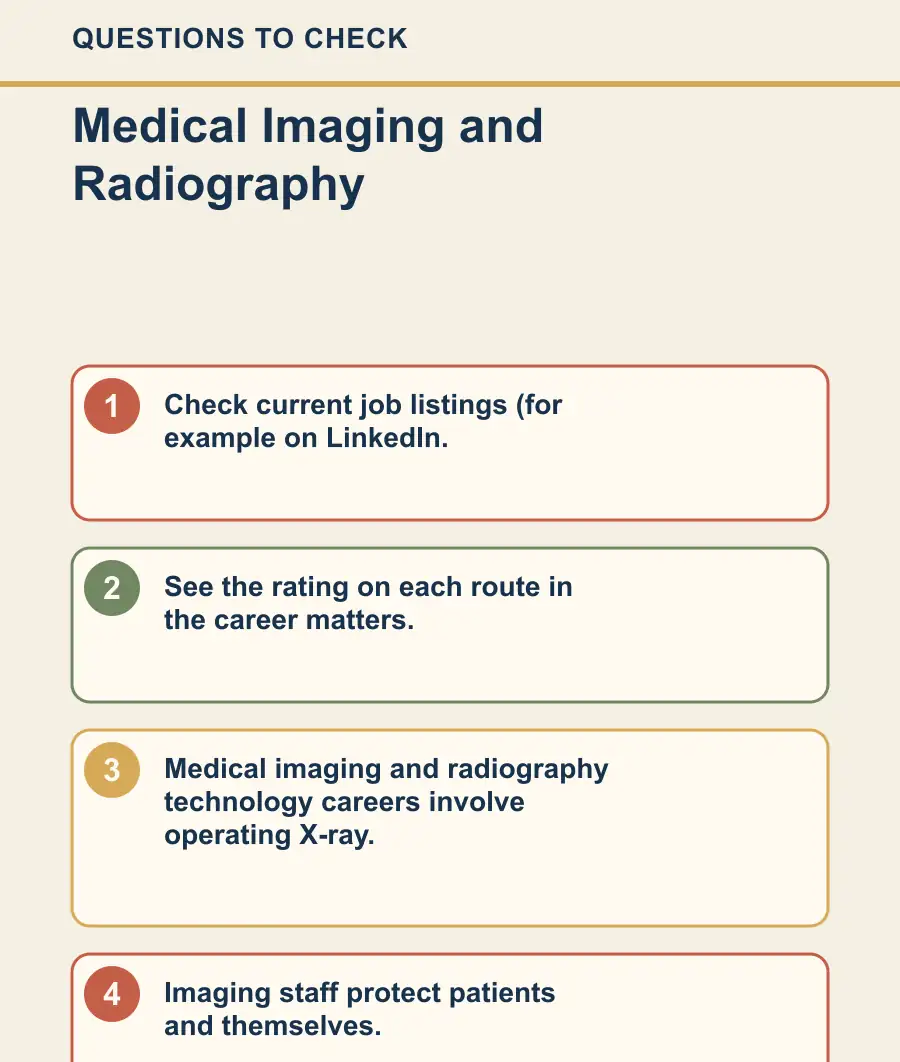 QUESTIONS TO CHECK
Medical Imaging and
Radiography
1
Check current job listings (for
example on LinkedIn.
2
See the rating on each route in
the career matters.
3
Medical imaging and radiography
technology careers involve
operating X-ray.
4
Imaging staff protect patients
and themselves.